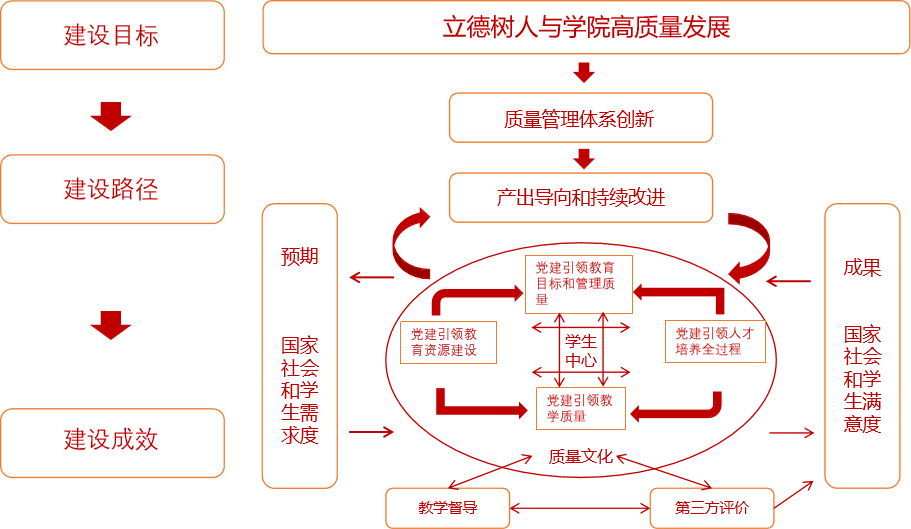 建设目标
立德树人与学院高质量发展
质量管理体系创新
建设路径
产出导向和持续改进
预期
国家
社会
和学
生需
求度
党建引领教育
目标和管理质
量
党建引领教
育资源建设
学生
中心
党建引领人才
培养全过程
党建引领教
学质量
质量文化
成果
国家
社会
和学
生满
意度
建设成效
教学督导
第三方评价